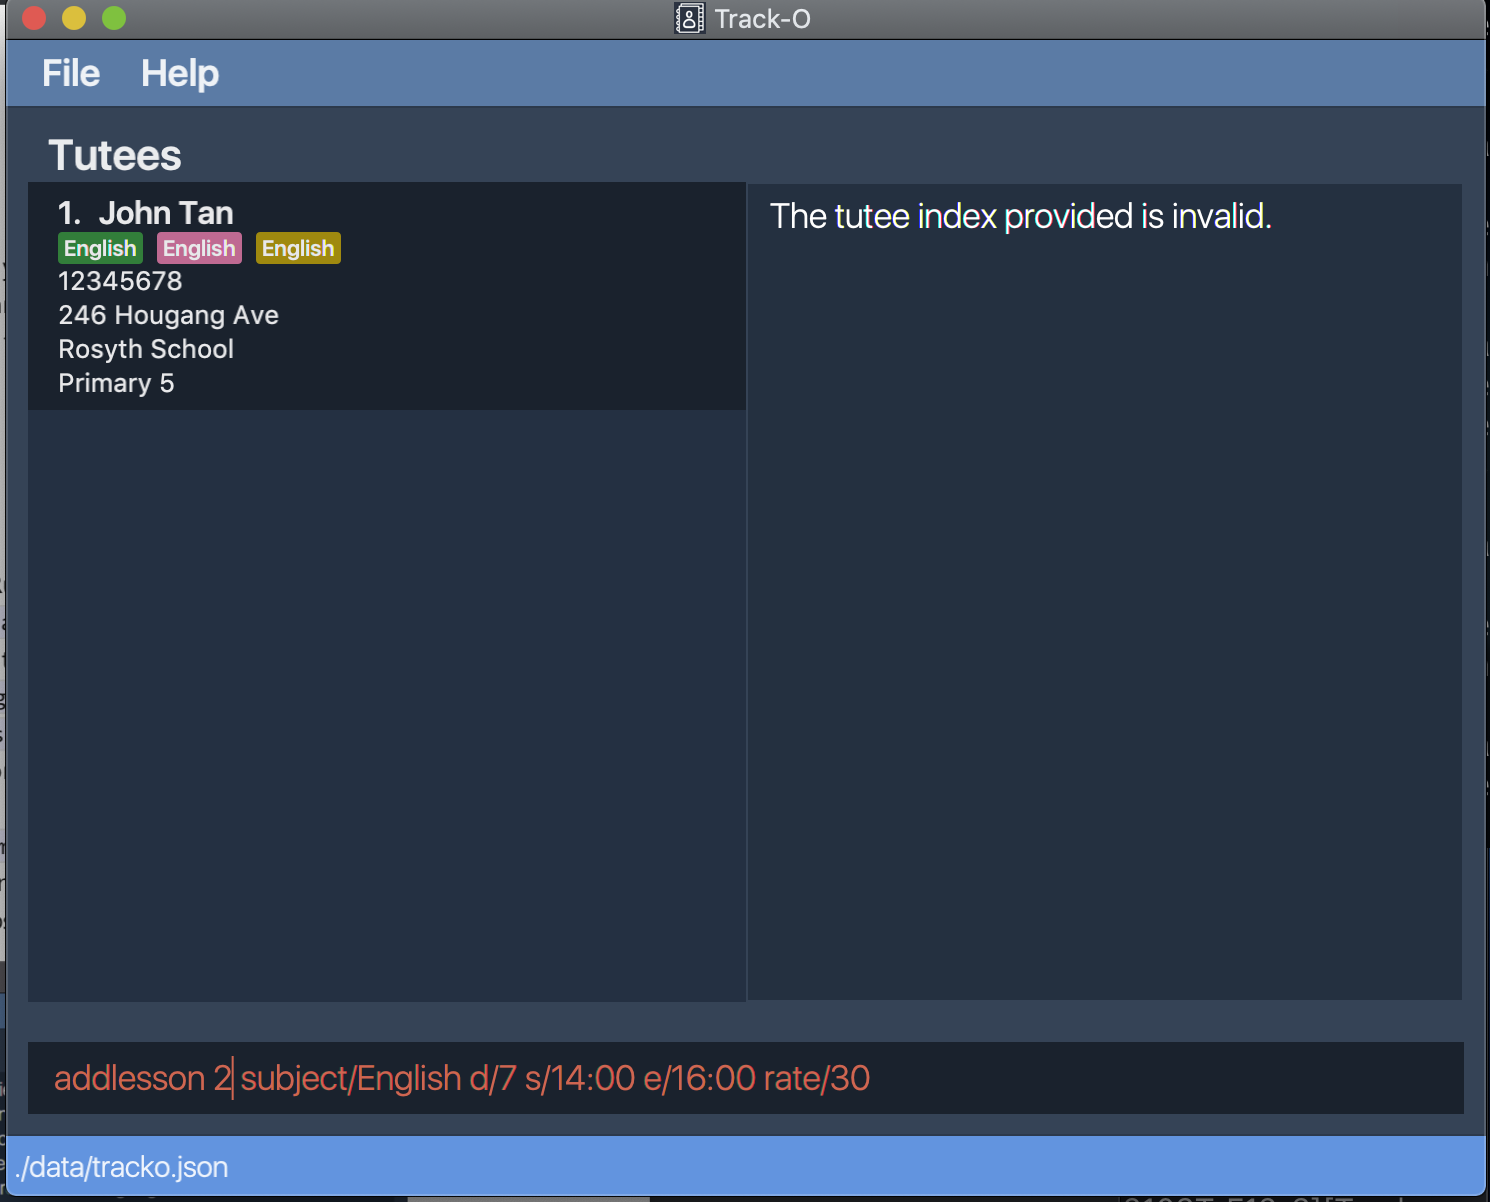 Track-O
File Help
Tutees
1. John Tan
English English English
12345678
246 Hougang Ave
Rosyth School
Primary 5
The tutee index provided is invalid.
addlesson 2 subject/English d/7 s/14:00 e/16:00 rate/30
./data/tracko.json